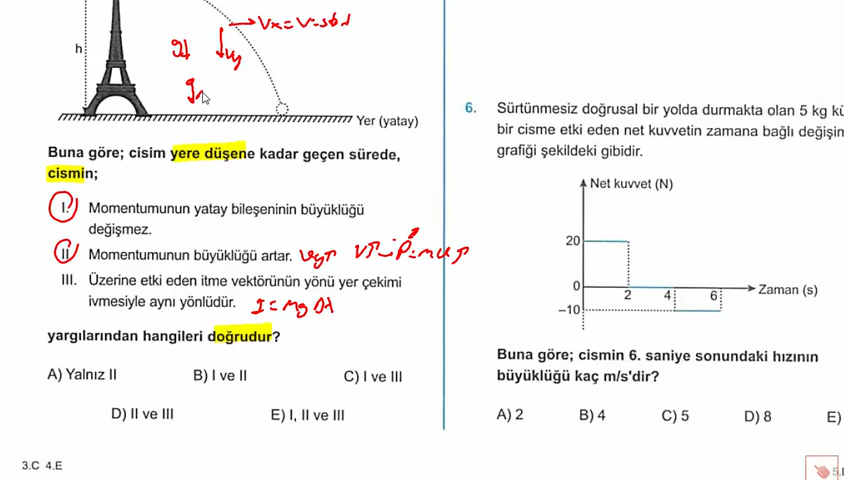 Vx = V = sbt
h
Yer (yatay)
Buna göre; cisim yere düşene kadar geçen sürede,
cismin;
I. Momentumunun yatay bileşeninin büyüklüğü
değişmez.
II. Momentumunun büyüklüğü artar.
III. Üzerine etki eden itme vektörünün yönü yer çekimi
ivmesiyle aynı yönlüdür.
yargılarından hangileri doğrudur?
A) Yalnız II B) I ve II C) I ve III
D) II ve III E) I, II ve III
3.C 4.E
6. Sürtünmesiz doğrusal bir yolda durmakta olan 5 kg kü
bir cisme etki eden net kuvvetin zamana bağlı değişim
grafiği şekildeki gibidir.
Net kuvvet (N)
20
0
2 4 6 Zaman (s)
–10
Buna göre; cismin 6. saniye sonundaki hızının
büyüklüğü kaç m/s'dir?
A) 2 B) 4 C) 5 D) 8 E)